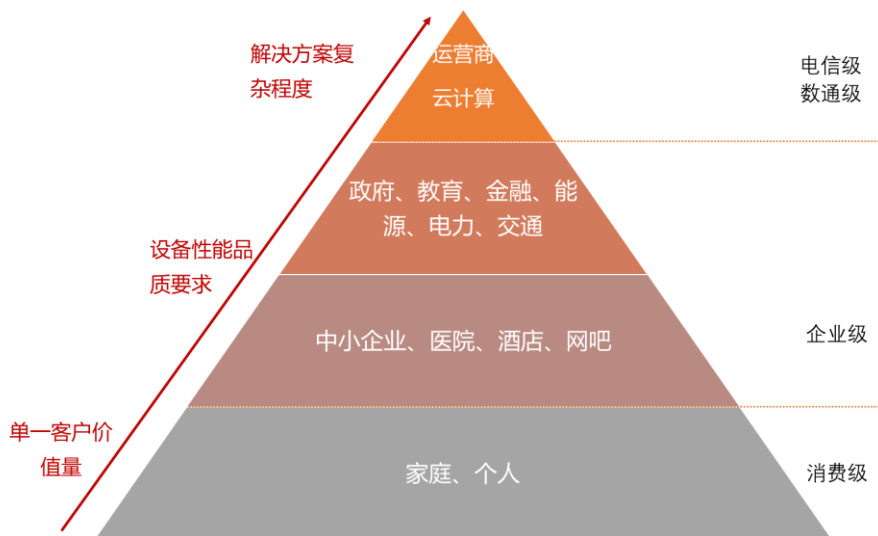 解决方案复
杂程度
运营商
云计算
电信级
数通级
政府、教育、金融、能
源、电力、交通
设备性能品
质要求
中小企业、医院、酒店、网吧
企业级
单一客户价
值量
家庭、个人
消费级